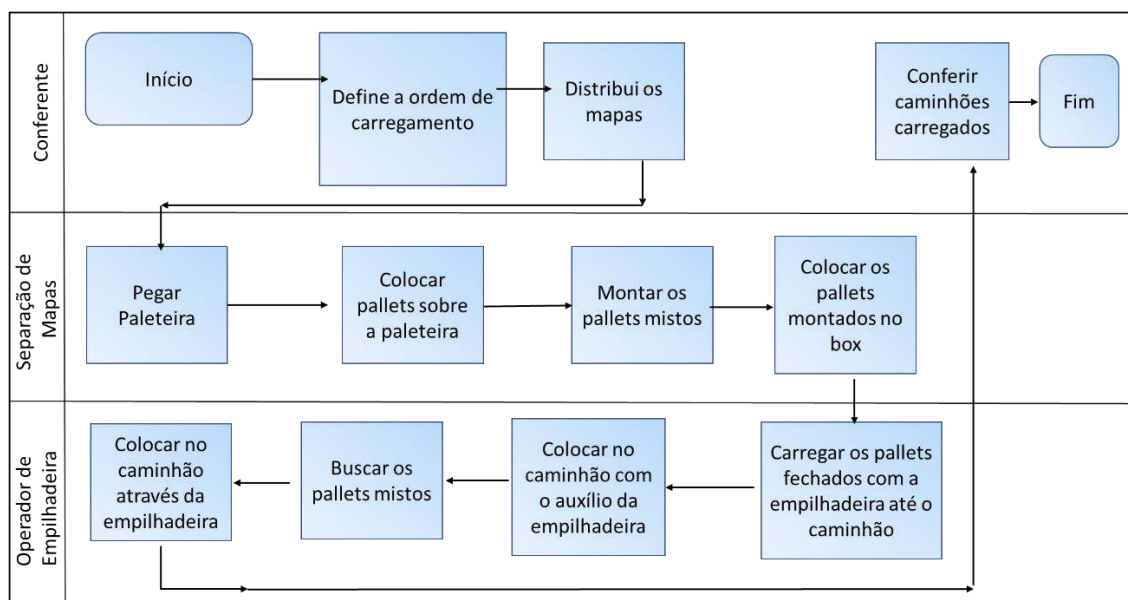 Conferente
Início
Define a ordem de
carregamento
Distribui os
mapas
Conferir
caminhões
carregados
Fim
Separação de
Mapas
Pegar
Paleteira
Colocar
pallets sobre
a paleteira
Montar os
pallets mistos
Colocar os
pallets
montados no
box
Operador de
Empilhadeira
Colocar no
caminhão
através da
empilhadeira
Buscar os
pallets mistos
Colocar no
caminhão com
o auxílio da
empilhadeira
Carregar os pallets
fechados com a
empilhadeira até o
caminhão